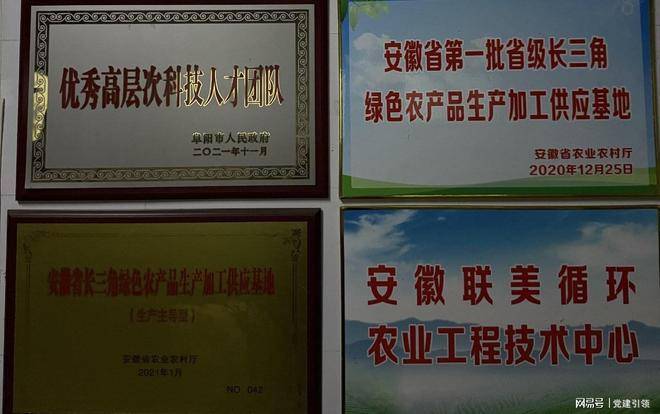 优秀高层次科技人才团队
阜阳市人民政府
二〇二一年十一月
安徽省第一批省级长三角
绿色农产品生产加工供应基地
安徽省农业农村厅
2020年12月25日
安徽省长三角绿色农产品生产加工供应基地
(生产主导型)
安徽省农业农村厅
2021年1月
NO 042
安徽联美循环
农业工程技术中心
网易号 | 党建引领